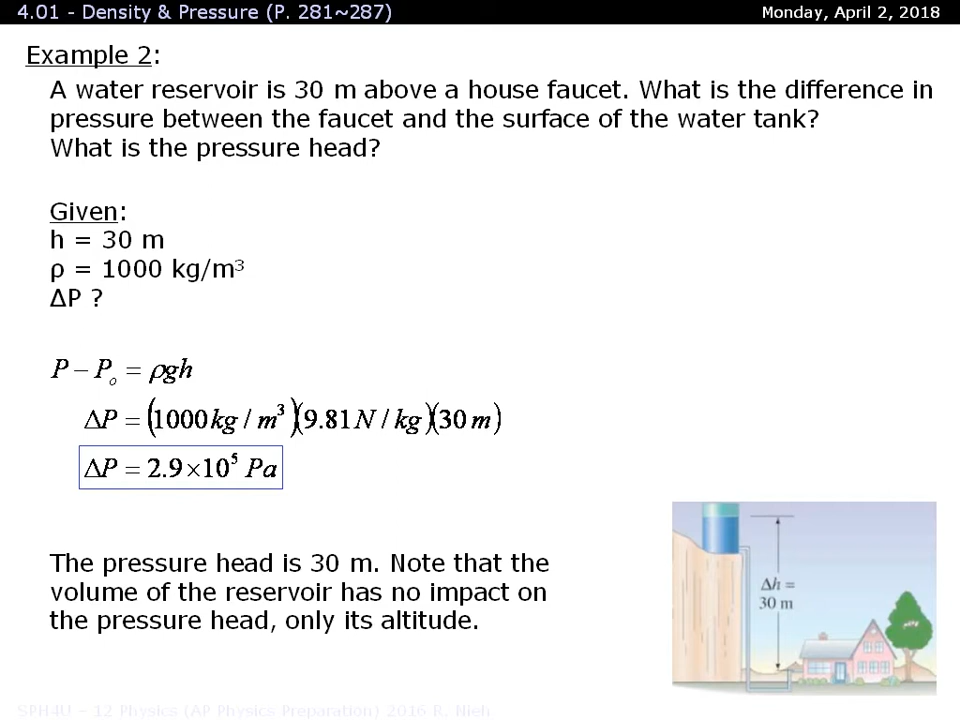 4.01 - Density & Pressure (P. 281~287)
Monday, April 2, 2018
Example 2:
A water reservoir is 30 m above a house faucet. What is the difference in
pressure between the faucet and the surface of the water tank?
What is the pressure head?
Given:
h = 30 m
ρ = 1000 kg/m³
ΔP ?
P − Pₒ = ρgh
ΔP = (1000 kg / m³)(9.81 N / kg)(30 m)
ΔP = 2.9×10⁵ Pa
The pressure head is 30 m. Note that the
volume of the reservoir has no impact on
the pressure head, only its altitude.
Δh =
30 m
SPH4U – 12 Physics (AP Physics Preparation) 2016 R. Nieh